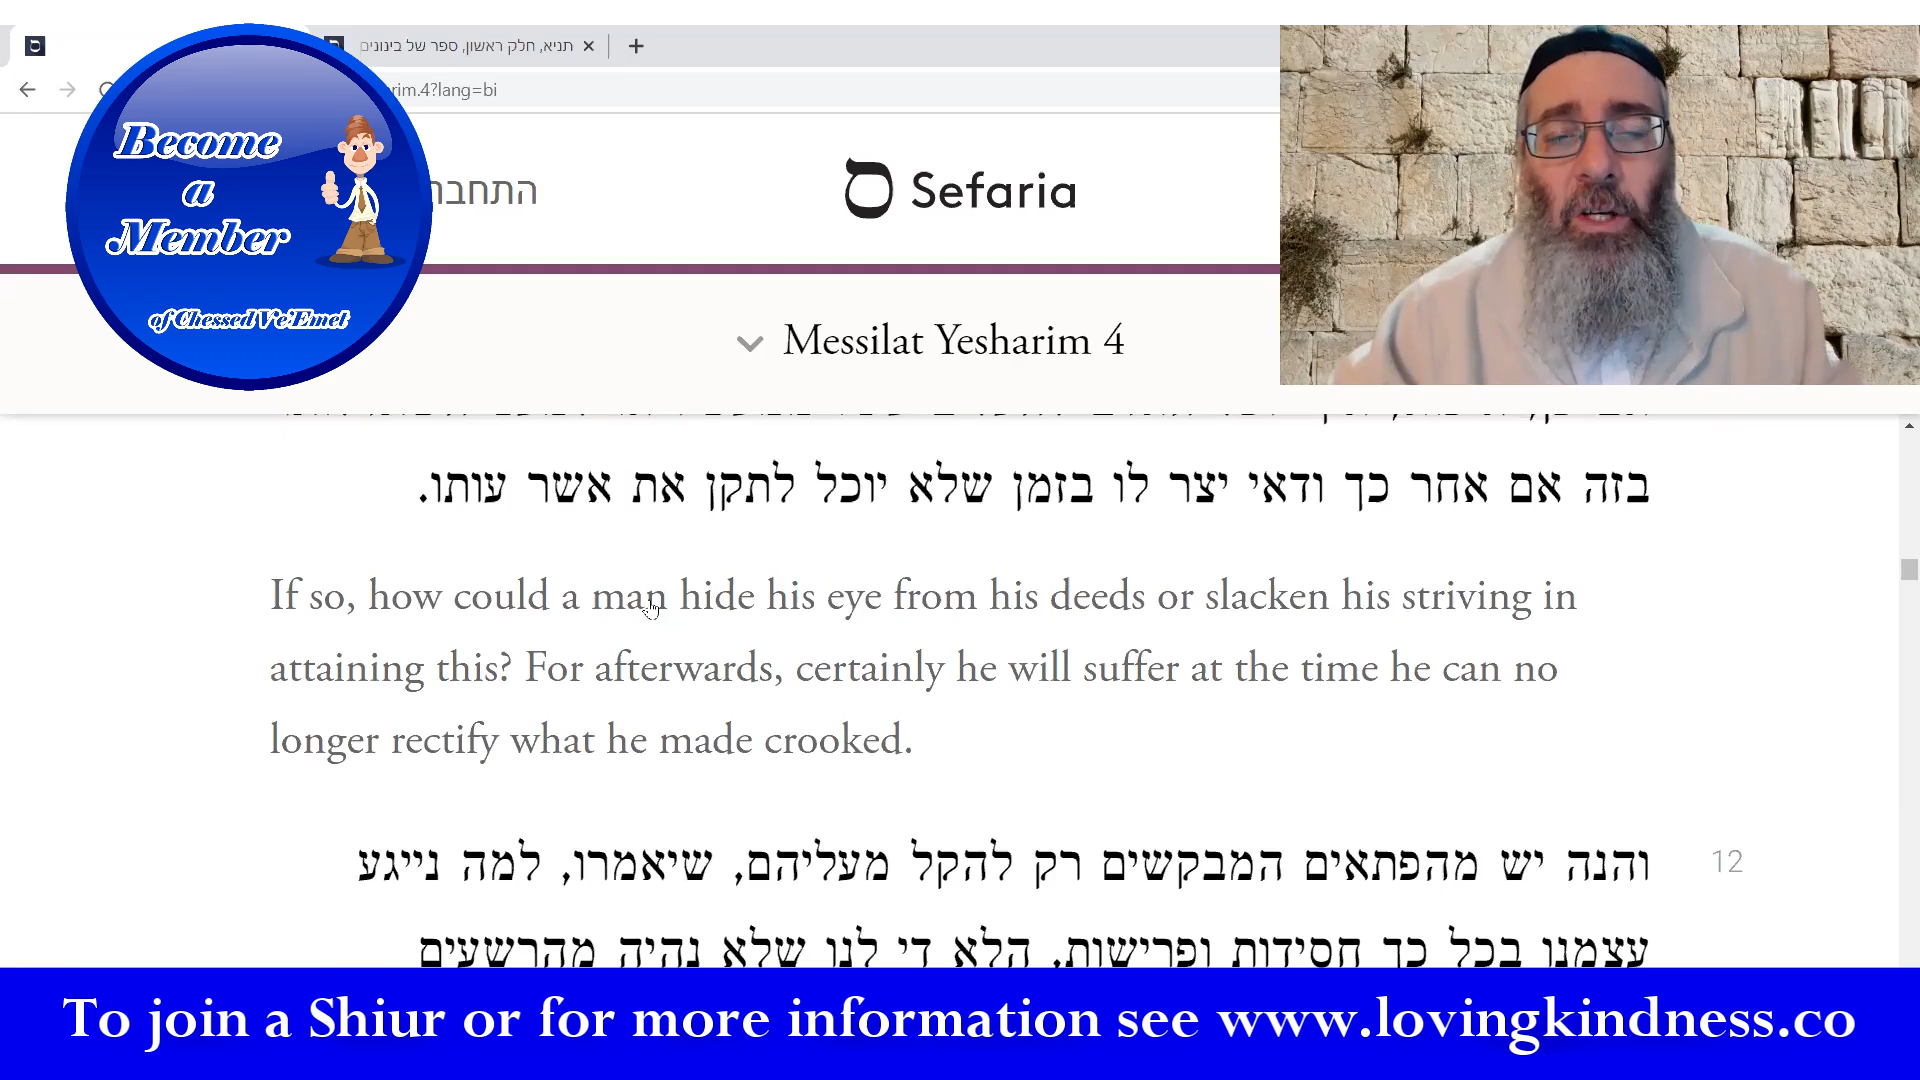 תניא, חלק ראשון, ספר של בינונים
rim.4?lang=bi
Become
a
Member
of Chessed V'e'Emet
התחבר
Sefaria
Messilat Yesharim 4
בזה אם אחר כך ודאי יצר לו בזמן שלא יוכל לתקן את אשר עותו.
If so, how could a man hide his eye from his deeds or slacken his striving in
attaining this? For afterwards, certainly he will suffer at the time he can no
longer rectify what he made crooked.
12
והנה יש מהפתאים המבקשים רק להקל מעליהם, שיאמרו, למה נייגע
עצמנו בכל כך חסידות ופרישות. הלא די לנו שלא נהיה מהרשעים
To join a Shiur or for more information see www.lovingkindness.co